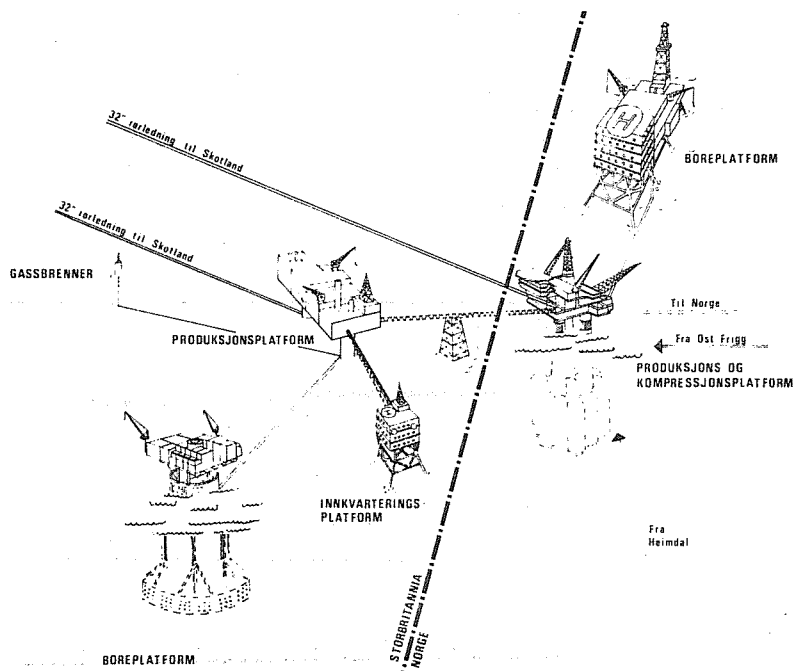 32" rørledning til Skotland
BOREPLATFORM
32" rørledning til Skotland
GASSBRENNER
Til Norge
PRODUKSJONSPLATFORM
Fra Øst Frigg
PRODUKSJONS OG
KOMPRESSJONSPLATFORM
H
INNKVARTERINGS
PLATFORM
Fra
Heimdal
STORBRITANNIA
NORGE
BOREPLATFORM